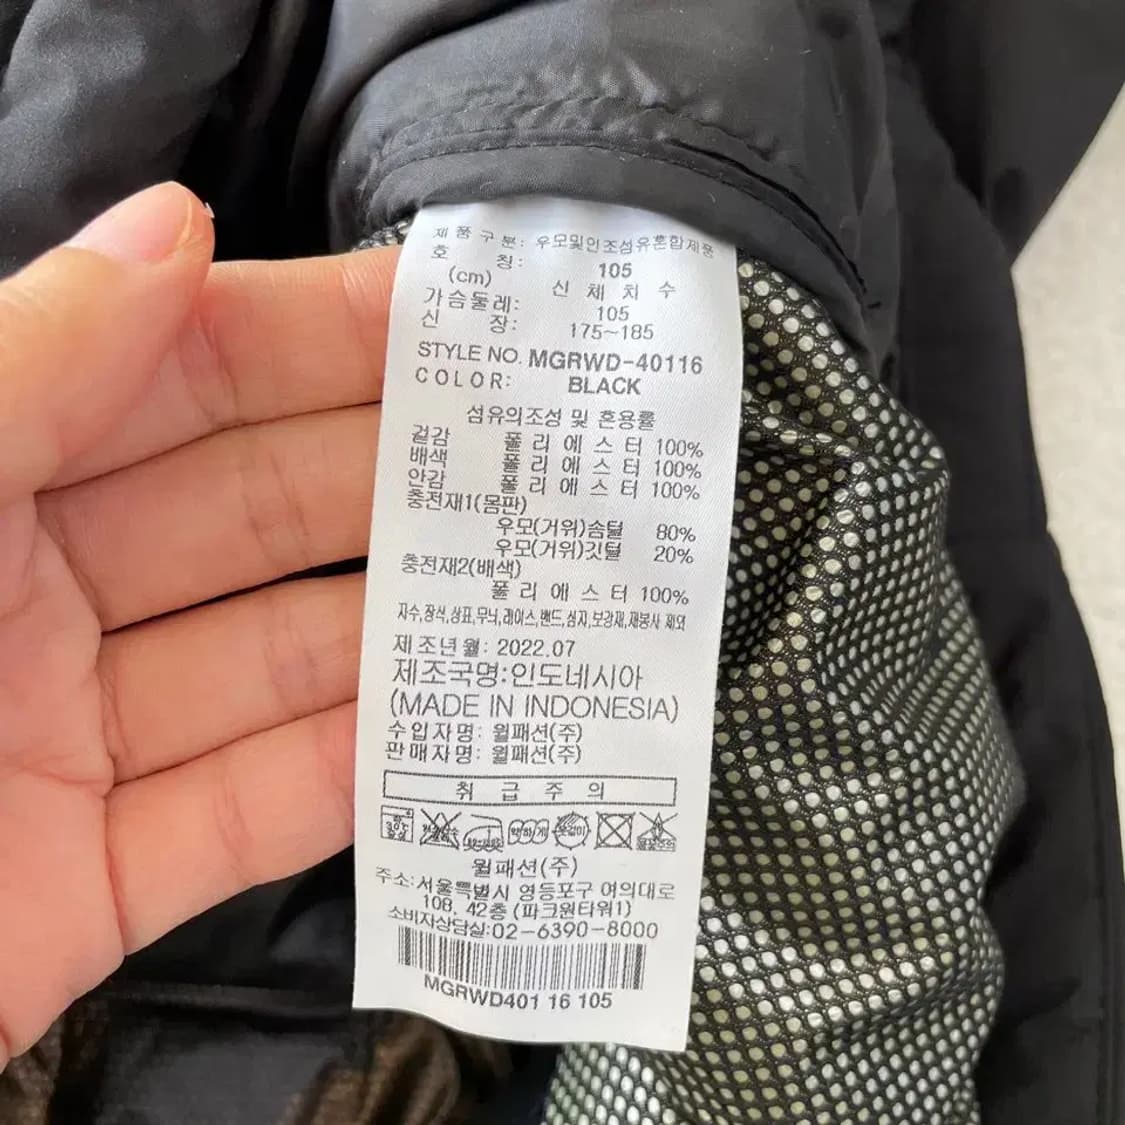 제품구분: 우모및인조섬유혼합제품
호 칭: 105
(cm) 신 체 치 수
가슴둘레: 105
신 장: 175~185
STYLE NO. MGRWD-40116
COLOR: BLACK
섬유의조성 및 혼용률
겉감 폴리에스터 100%
배색 폴리에스터 100%
안감 폴리에스터 100%
충전재1(몸판)
우모(거위)솜털 80%
우모(거위)깃털 20%
충전재2(배색)
폴리에스터 100%
자수,장식,상표,무늬,레이스,밴드,심지,보강재,재봉사 제외
제조년월: 2022.07
제조국명:인도네시아
(MADE IN INDONESIA)
수입자명: 월패션(주)
판매자명: 월패션(주)
취 급 주 의
약하게
월패션(주)
주소:서울특별시 영등포구 여의대로
108, 42층 (파크원타워1)
소비자상담실:02-6390-8000
MGRWD401 16 105